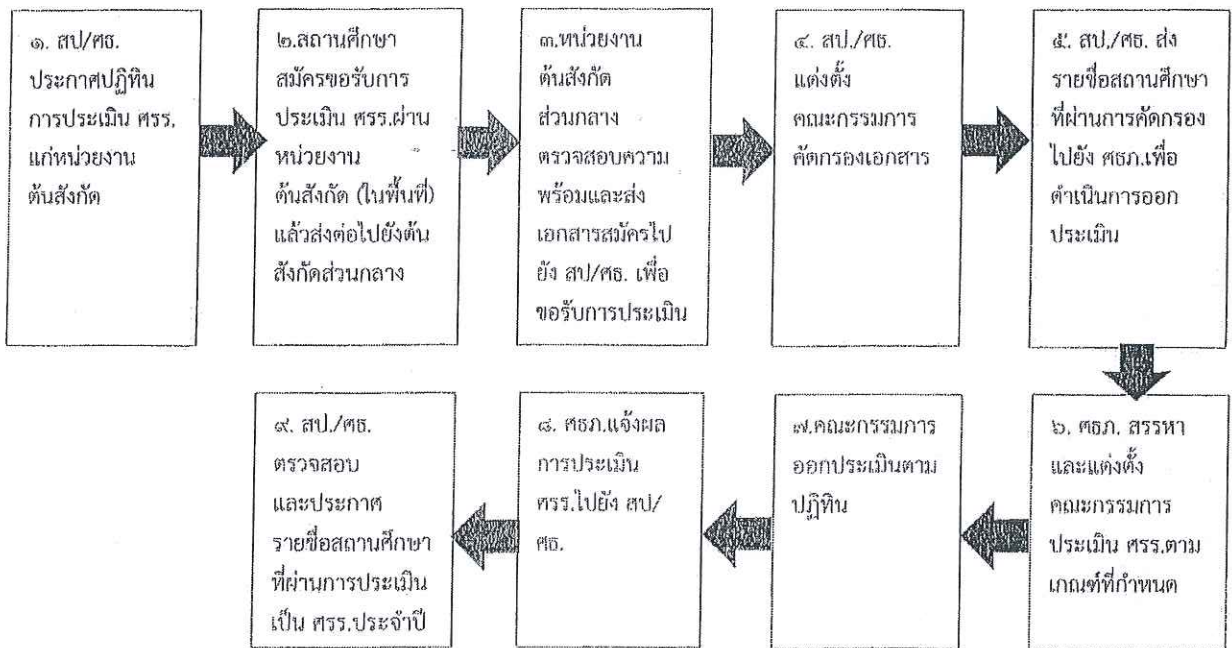 ๑. สป/ศธ.
ประกาศปฏิทิน
การประเมิน ศรร.
แก่หน่วยงาน
ต้นสังกัด
๒.สถานศึกษา
สมัครขอรับการ
ประเมิน ศรร.ผ่าน
หน่วยงาน
ต้นสังกัด (ในพื้นที่)
แล้วส่งต่อไปยังต้น
สังกัดส่วนกลาง
๓.หน่วยงาน
ต้นสังกัด
ส่วนกลาง
ตรวจสอบความ
พร้อมและส่ง
เอกสารสมัครไป
ยัง สป/ศธ. เพื่อ
ขอรับการประเมิน
๔. สป./ศธ.
แต่งตั้ง
คณะกรรมการ
คัดกรองเอกสาร
๕. สป./ศธ. ส่ง
รายชื่อสถานศึกษา
ที่ผ่านการคัดกรอง
ไปยัง ศธภ.เพื่อ
ดำเนินการออก
ประเมิน
๖. ศธภ. สรรหา
และแต่งตั้ง
คณะกรรมการ
ประเมิน ศรร.ตาม
เกณฑ์ที่กำหนด
๗.คณะกรรมการ
ออกประเมินตาม
ปฏิทิน
๘. ศธภ.แจ้งผล
การประเมิน
ศรร.ไปยัง สป/
ศธ.
๙. สป./ศธ.
ตรวจสอบ
และประกาศ
รายชื่อสถานศึกษา
ที่ผ่านการประเมิน
เป็น ศรร.ประจำปี